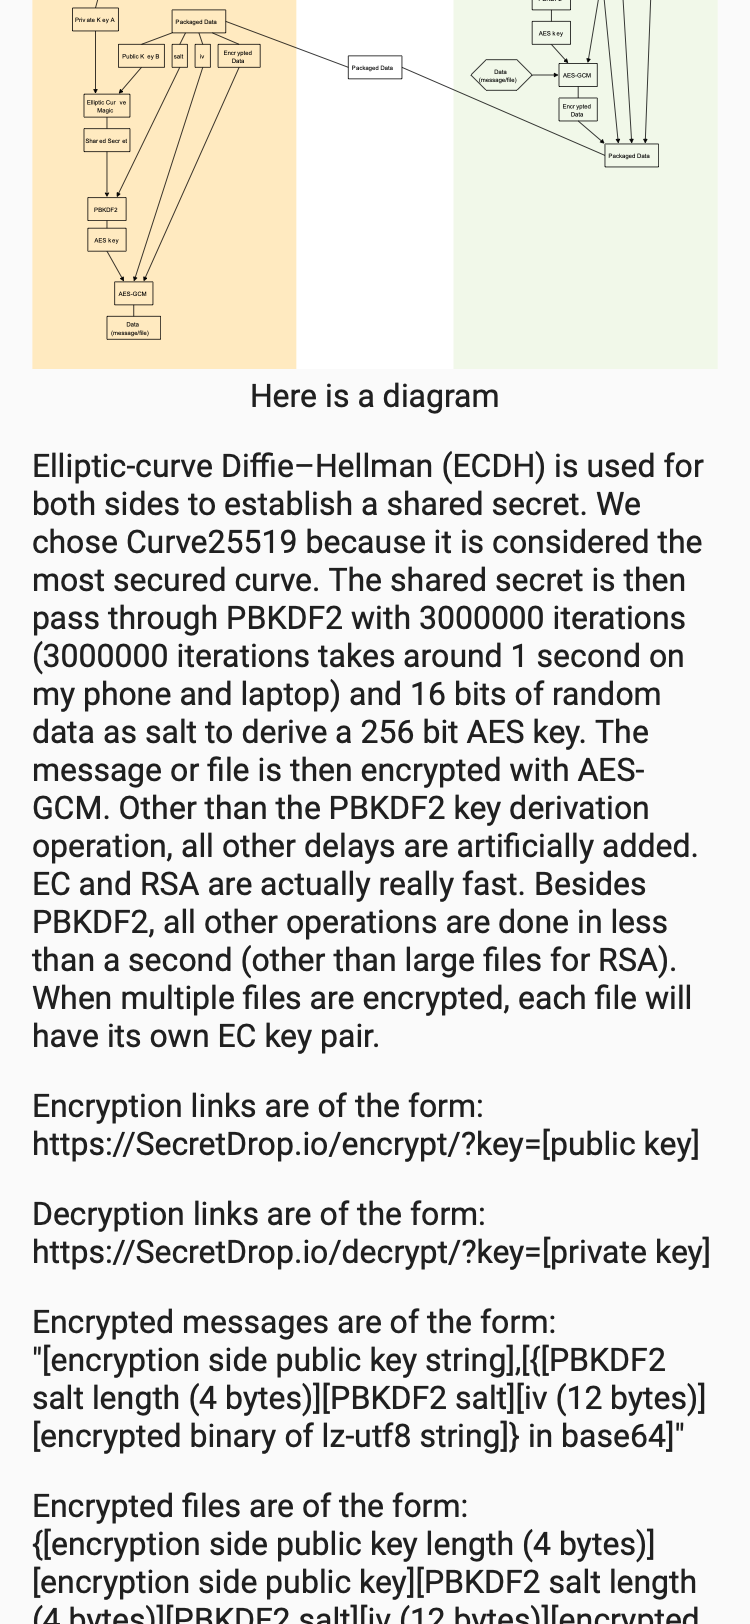 Private Key A
Packaged Data
Public Key B
salt
iv
Encrypted
Data
Elliptic Curve
Magic
Shared Secret
PBKDF2
AES key
AES-GCM
Data
(message/file)
Packaged Data
AES key
Data
(message/file)
AES-GCM
Encrypted
Data
Packaged Data
Here is a diagram
Elliptic-curve Diffie–Hellman (ECDH) is used for
both sides to establish a shared secret. We
chose Curve25519 because it is considered the
most secured curve. The shared secret is then
pass through PBKDF2 with 3000000 iterations
(3000000 iterations takes around 1 second on
my phone and laptop) and 16 bits of random
data as salt to derive a 256 bit AES key. The
message or file is then encrypted with AES-
GCM. Other than the PBKDF2 key derivation
operation, all other delays are artificially added.
EC and RSA are actually really fast. Besides
PBKDF2, all other operations are done in less
than a second (other than large files for RSA).
When multiple files are encrypted, each file will
have its own EC key pair.
Encryption links are of the form:
https://SecretDrop.io/encrypt/?key=[public key]
Decryption links are of the form:
https://SecretDrop.io/decrypt/?key=[private key]
Encrypted messages are of the form:
"[encryption side public key string],[{[PBKDF2
salt length (4 bytes)][PBKDF2 salt][iv (12 bytes)]
[encrypted binary of lz-utf8 string]} in base64]"
Encrypted files are of the form:
{[encryption side public key length (4 bytes)]
[encryption side public key][PBKDF2 salt length
(4 bytes)][PBKDF2 salt][iv (12 bytes)][encrypted